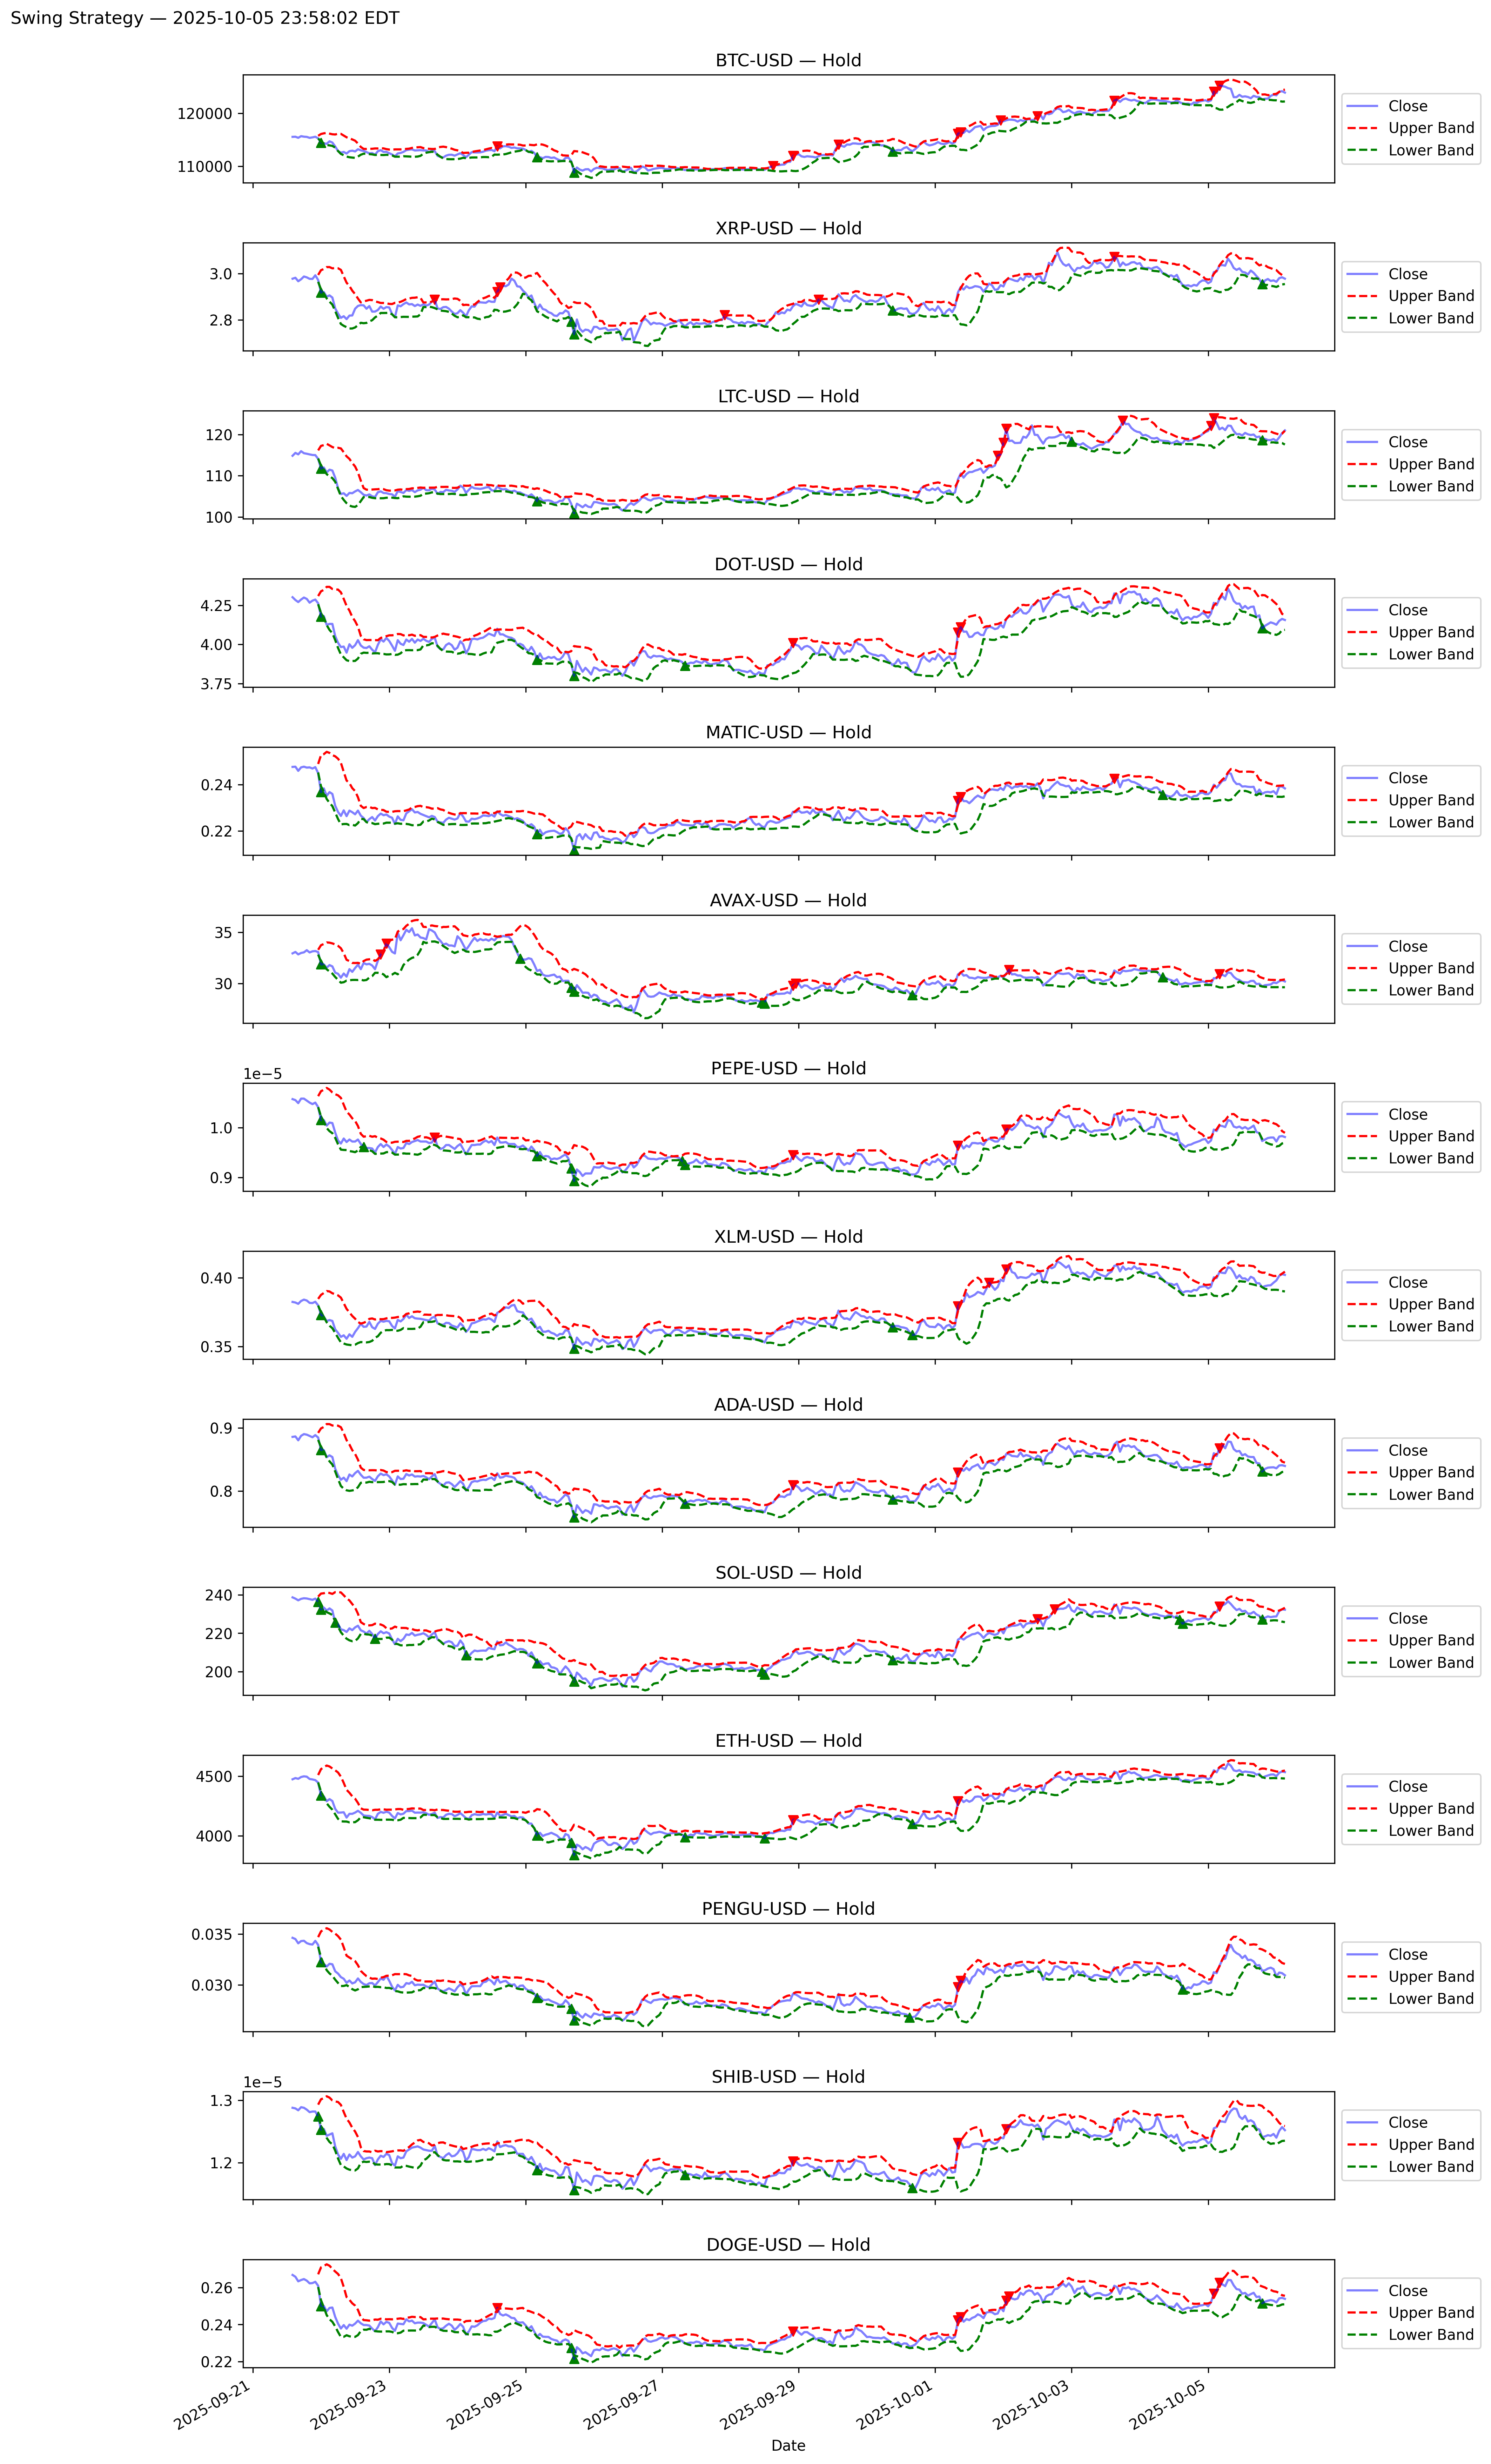 Swing Strategy — 2025-10-05 23:58:02 EDT
BTC-USD — Hold
120000
110000
Close
Upper Band
Lower Band
XRP-USD — Hold
3.0
2.8
Close
Upper Band
Lower Band
LTC-USD — Hold
120
110
100
Close
Upper Band
Lower Band
DOT-USD — Hold
4.25
4.00
3.75
Close
Upper Band
Lower Band
MATIC-USD — Hold
0.24
0.22
Close
Upper Band
Lower Band
AVAX-USD — Hold
35
30
Close
Upper Band
Lower Band
PEPE-USD — Hold
1e−5
1.0
0.9
Close
Upper Band
Lower Band
XLM-USD — Hold
0.40
0.35
Close
Upper Band
Lower Band
ADA-USD — Hold
0.9
0.8
Close
Upper Band
Lower Band
SOL-USD — Hold
240
220
200
Close
Upper Band
Lower Band
ETH-USD — Hold
4500
4000
Close
Upper Band
Lower Band
PENGU-USD — Hold
0.035
0.030
Close
Upper Band
Lower Band
SHIB-USD — Hold
1e−5
1.3
1.2
Close
Upper Band
Lower Band
DOGE-USD — Hold
0.26
0.24
0.22
Close
Upper Band
Lower Band
2025-09-21
2025-09-23
2025-09-25
2025-09-27
2025-09-29
2025-10-01
2025-10-03
2025-10-05
Date